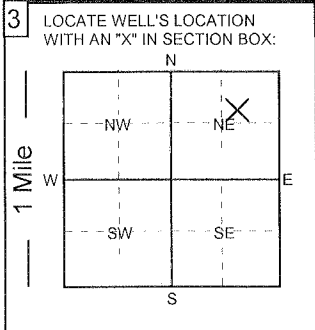 3 LOCATE WELL'S LOCATION
WITH AN "X" IN SECTION BOX:
N
NW NE
X
1 Mile
W E
SW SE
S